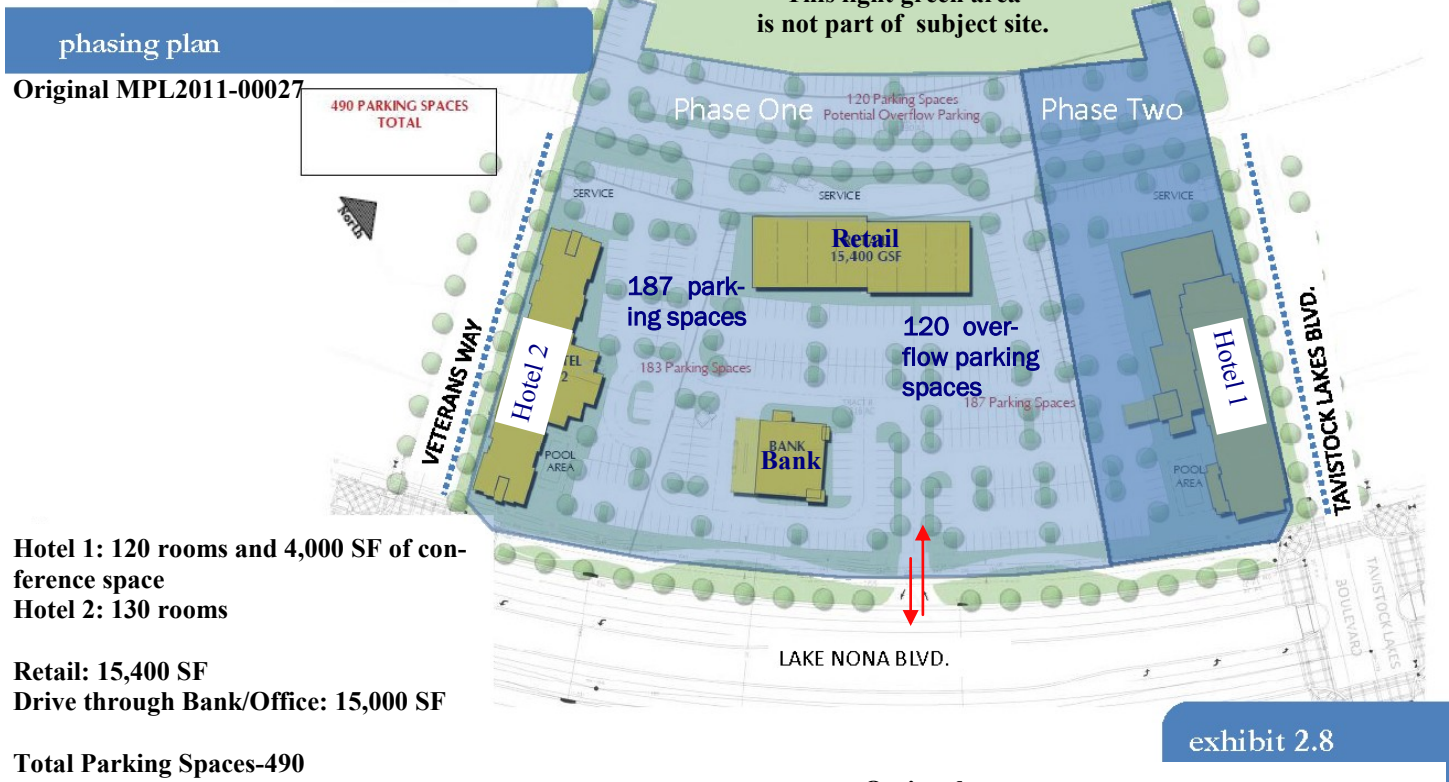 This light green area
is not part of subject site.
phasing plan
Original MPL2011-00027
490 PARKING SPACES
TOTAL
Phase One
120 Parking Spaces
Potential Overflow Parking
Phase Two
North
SERVICE
SERVICE
SERVICE
Retail
15,400 GSF
187 park-
ing spaces
120 over-
flow parking
spaces
183 Parking Spaces
187 Parking Spaces
VETERANS WAY
Hotel 2
Hotel 1
TAVISTOCK LAKES BLVD.
BANK
Bank
POOL
AREA
POOL
AREA
Hotel 1: 120 rooms and 4,000 SF of con-
ference space
Hotel 2: 130 rooms
Retail: 15,400 SF
Drive through Bank/Office: 15,000 SF
Total Parking Spaces-490
LAKE NONA BLVD.
TAVISTOCK LAKES
BOULEVARD
exhibit 2.8